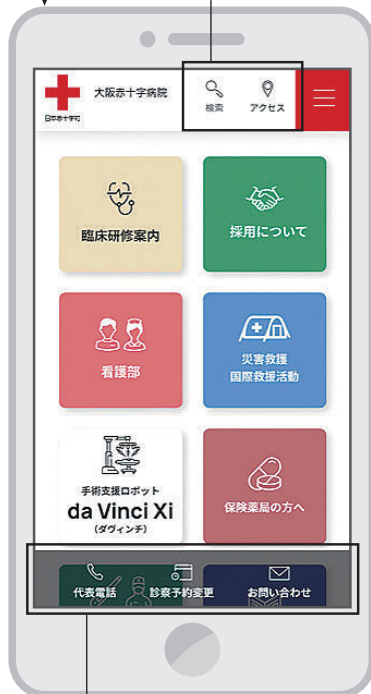 大阪赤十字病院
検索
アクセス
日本赤十字社
臨床研修案内
採用について
看護部
災害救護
国際救援活動
手術支援ロボット
da Vinci Xi
(ダヴィンチ)
保険薬局の方へ
代表電話
診察予約変更
お問い合わせ